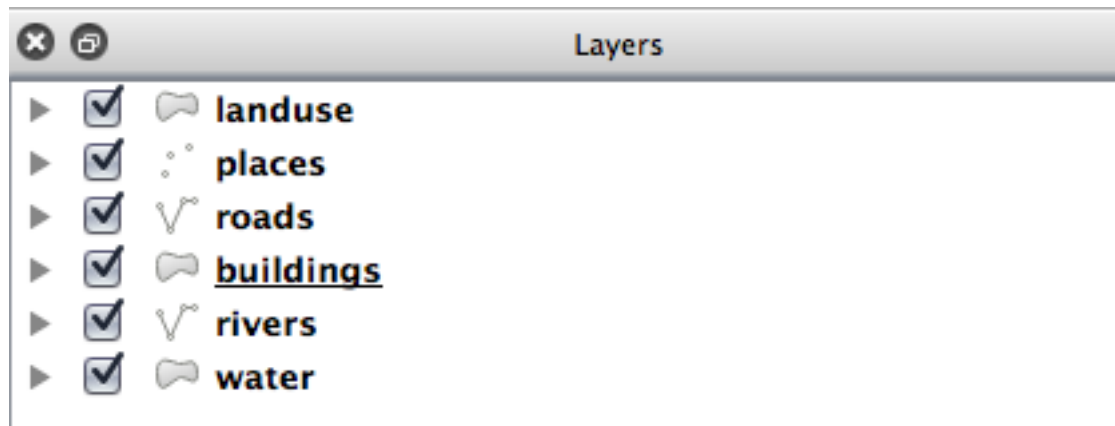 Layers
landuse
places
roads
buildings
rivers
water